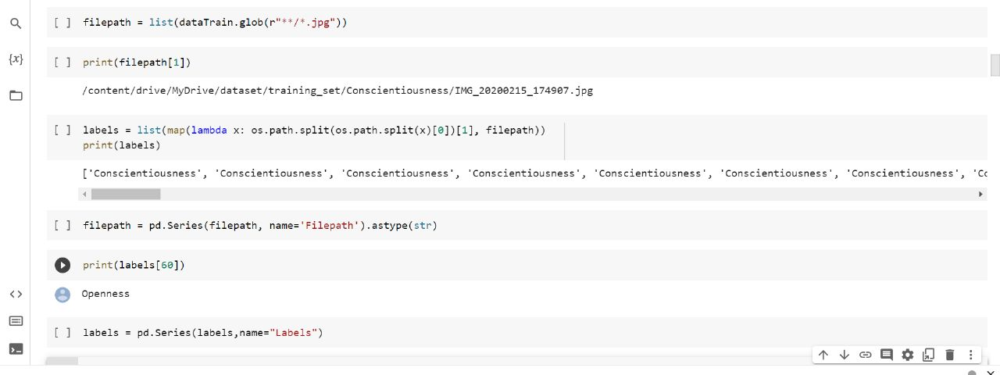 [ ] filepath = list(dataTrain.glob(r"**/*.jpg"))
{x} [ ] print(filepath[1])
/content/drive/MyDrive/dataset/training_set/Conscientiousness/IMG_20200215_174907.jpg
[ ] labels = list(map(lambda x: os.path.split(os.path.split(x)[0])[1], filepath))
print(labels)
['Conscientiousness', 'Conscientiousness', 'Conscientiousness', 'Conscientiousness', 'Conscientiousness', 'Conscientiousness', 'Conscientiousness', 'Co
[ ] filepath = pd.Series(filepath, name='Filepath').astype(str)
print(labels[60])
Openness
[ ] labels = pd.Series(labels,name="Labels")